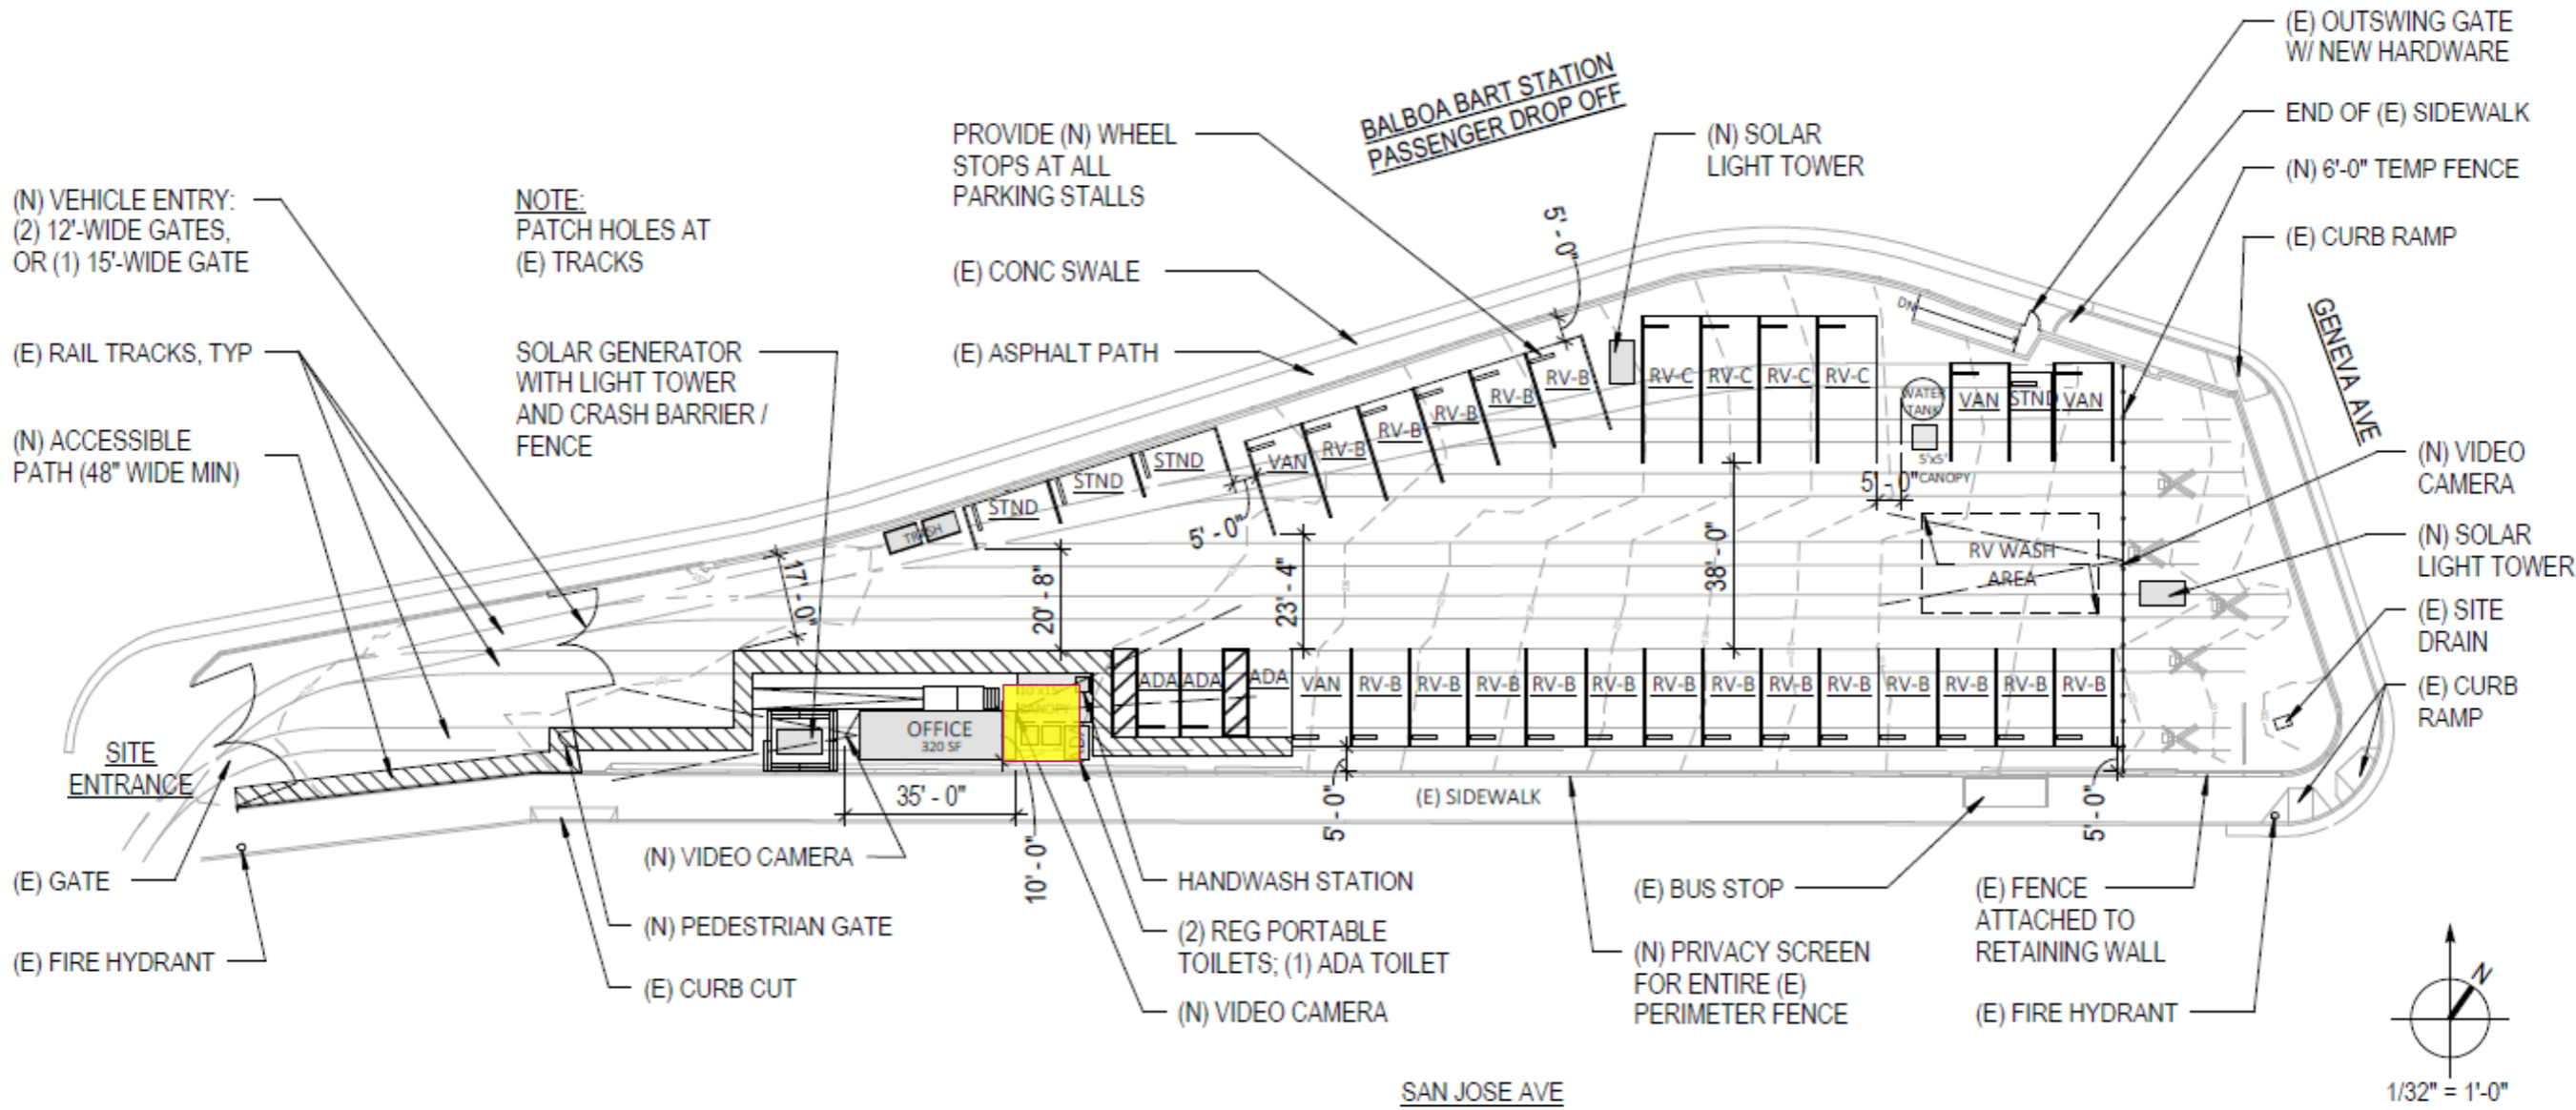 (E) OUTSWING GATE
W/ NEW HARDWARE
BALBOA BART STATION
PASSENGER DROP OFF
END OF (E) SIDEWALK
PROVIDE (N) WHEEL
STOPS AT ALL
PARKING STALLS
(N) SOLAR
LIGHT TOWER
(N) 6'-0" TEMP FENCE
(N) VEHICLE ENTRY:
(2) 12'-WIDE GATES,
OR (1) 15'-WIDE GATE
NOTE:
PATCH HOLES AT
(E) TRACKS
5' - 0"
(E) CURB RAMP
(E) CONC SWALE
GENEVA AVE
DN
(E) RAIL TRACKS, TYP
SOLAR GENERATOR
WITH LIGHT TOWER
AND CRASH BARRIER /
FENCE
(E) ASPHALT PATH
RV-B
RV-C
RV-C
RV-C
RV-C
RV-B
RV-B
RV-B
RV-B
VAN
STND
STND
STND
WATER
TANK
VAN
STND
VAN
5'x5'
CANOPY
(N) ACCESSIBLE
PATH (48" WIDE MIN)
(N) VIDEO
CAMERA
TRASH
5' - 0"
5' - 0"
17' - 0"
20' - 8"
23' - 4"
38' - 0"
RV WASH
AREA
(N) SOLAR
LIGHT TOWER
(E) SITE
DRAIN
(E) CURB
RAMP
10'x15'
CANOPY
ADA
ADA
ADA
ADA
VAN
RV-B
RV-B
RV-B
RV-B
RV-B
RV-B
RV-B
RV-B
RV-B
RV-B
RV-B
RV-B
RV-B
OFFICE
320 SF
SITE
ENTRANCE
35' - 0"
10' - 0"
5' - 0"
(E) SIDEWALK
5' - 0"
(E) GATE
(N) VIDEO CAMERA
HANDWASH STATION
(E) BUS STOP
(E) FENCE
ATTACHED TO
RETAINING WALL
(N) PEDESTRIAN GATE
(2) REG PORTABLE
TOILETS; (1) ADA TOILET
(N) PRIVACY SCREEN
FOR ENTIRE (E)
PERIMETER FENCE
(E) FIRE HYDRANT
(E) CURB CUT
(N) VIDEO CAMERA
(E) FIRE HYDRANT
N
SAN JOSE AVE
1/32" = 1'-0"